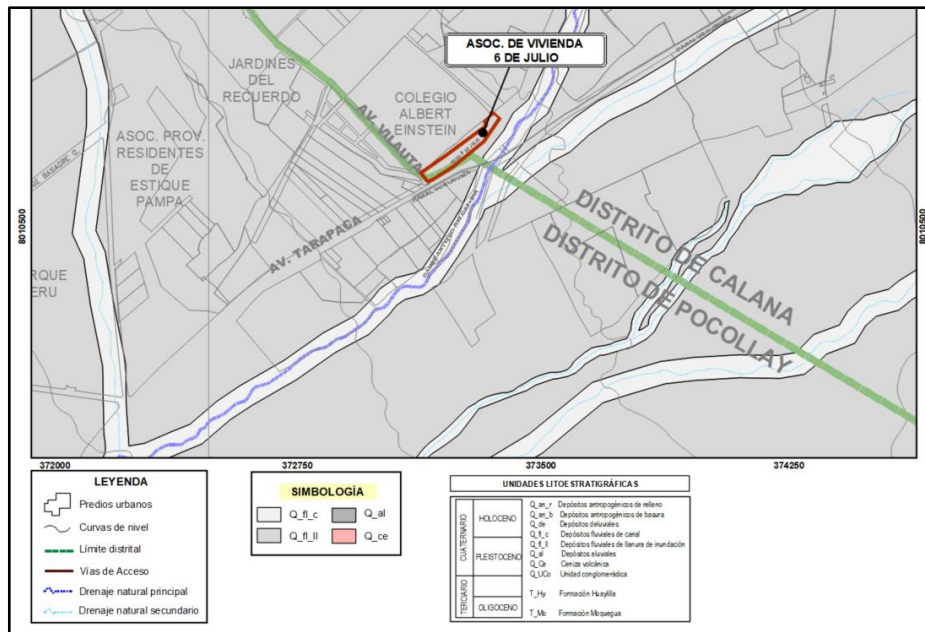 ASOC. DE VIVIENDA
6 DE JULIO
JARDINES
DEL
RECUERDO
COLEGIO
ALBERT
EINSTEIN
AV. VILAUTA
ASOC. PROV.
RESIDENTES
DE
ESTIQUE
PAMPA
AV. TARAPACA
DISTRITO DE CALANA
DISTRITO DE POCOLLAY
8010500
8010500
372000
372750
373500
374250
LEYENDA
Predios urbanos
Curvas de nivel
Límite distrital
Vías de Acceso
Drenaje natural principal
Drenaje natural secundario
SIMBOLOGÍA
Q_fl_c
Q_al
Q_fl_ll
Q_ce
UNIDADES LITOESTRATIGRÁFICAS
CUATERNARIO
HOLOCENO
PLEISTOCENO
TERCIARIO
OLIGOCENO
Q_an_r Depósitos antropogénicos de relleno
Q_an_b Depósitos antropogénicos de basura
Q_de Depósitos deluviales
Q_fl_c Depósitos fluviales de canal
Q_fl_ll Depósitos fluviales de llanura de inundación
Q_al Depósitos aluviales
Q_Ce Ceniza volcánica
Q_UCo Unidad conglomerádica
T_Hy Formación Huaylilla
T_Mo Formación Moquegua